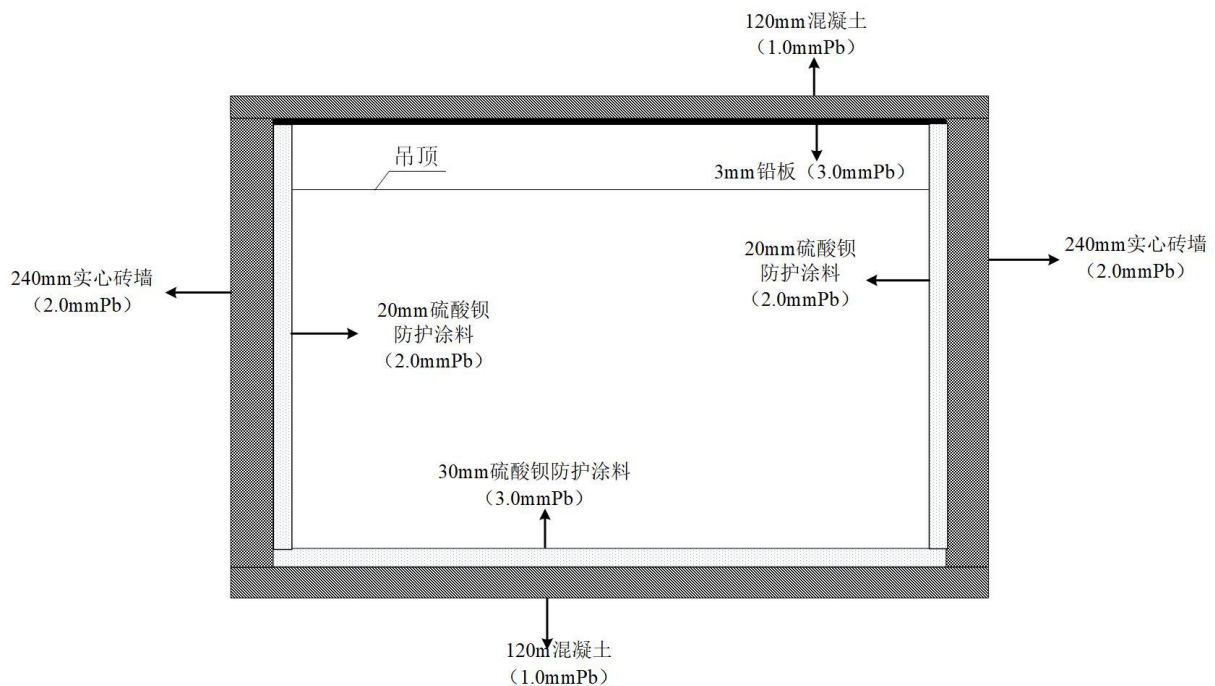 120mm混凝土
（1.0mmPb）
吊顶
3mm铅板（3.0mmPb）
240mm实心砖墙
（2.0mmPb）
20mm硫酸钡
防护涂料
（2.0mmPb）
20mm硫酸钡
防护涂料
（2.0mmPb）
240mm实心砖墙
（2.0mmPb）
30mm硫酸钡防护涂料
（3.0mmPb）
120m混凝土
（1.0mmPb）